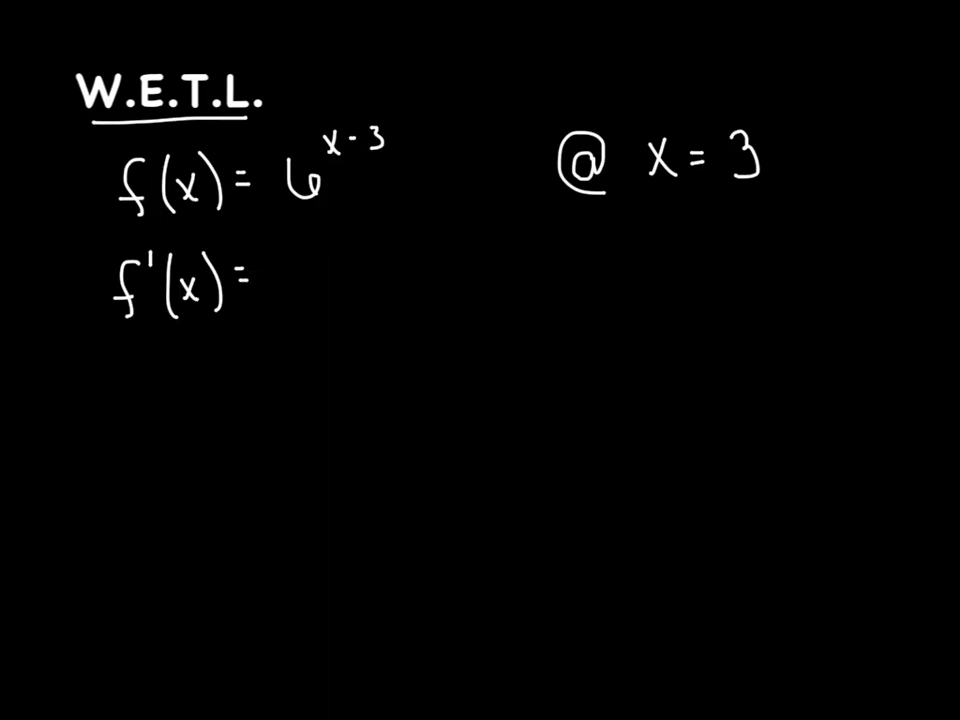 W.E.T.L.
f(x) = 6^{x-3} @ x = 3
f'(x) =